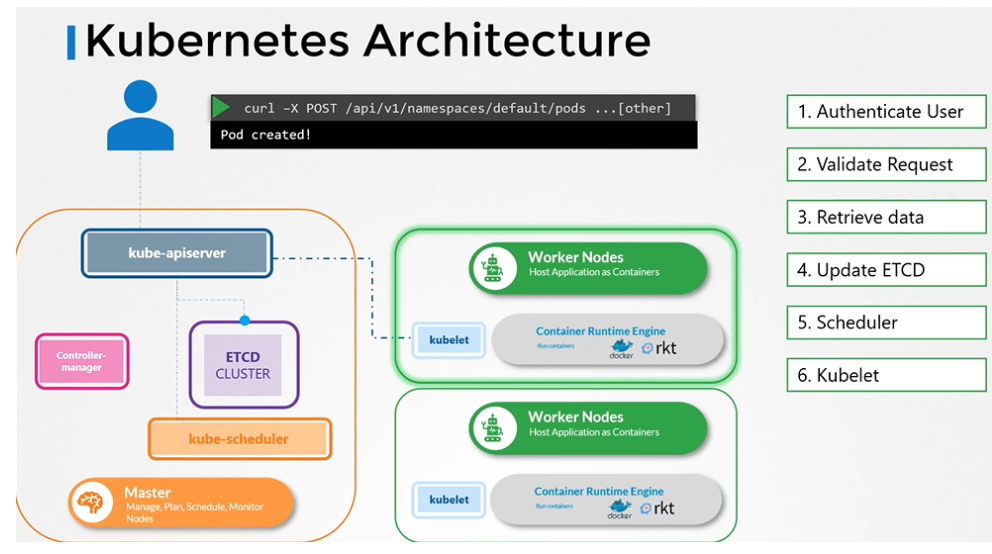 Kubernetes Architecture
curl –X POST /api/v1/namespaces/default/pods ...[other]
Pod created!
1. Authenticate User
2. Validate Request
3. Retrieve data
4. Update ETCD
5. Scheduler
6. Kubelet
kube-apiserver
Controller-
manager
ETCD
CLUSTER
kube-scheduler
Master
Manage, Plan, Schedule, Monitor
Nodes
Worker Nodes
Host Application as Containers
kubelet
Container Runtime Engine
Run containers
docker
rkt
Worker Nodes
Host Application as Containers
kubelet
Container Runtime Engine
Run containers
docker
rkt